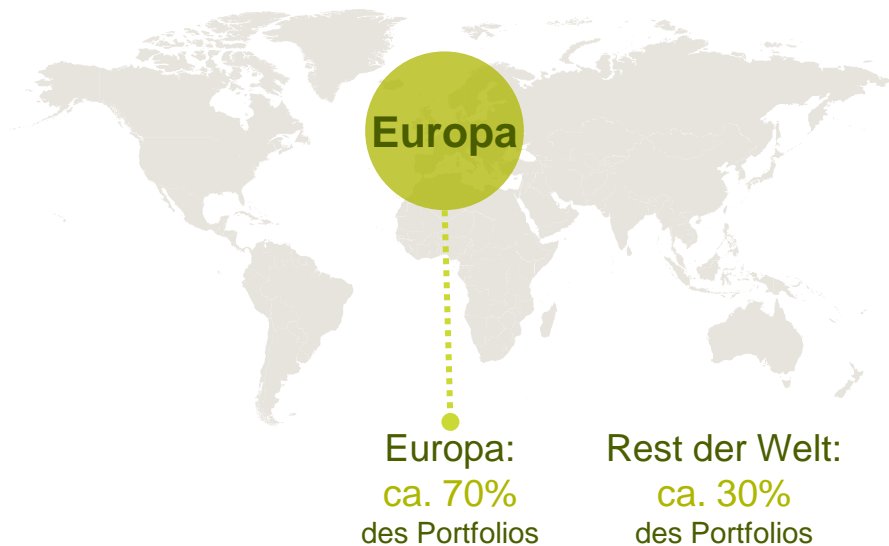 Europa
Europa:
ca. 70%
des Portfolios
Rest der Welt:
ca. 30%
des Portfolios